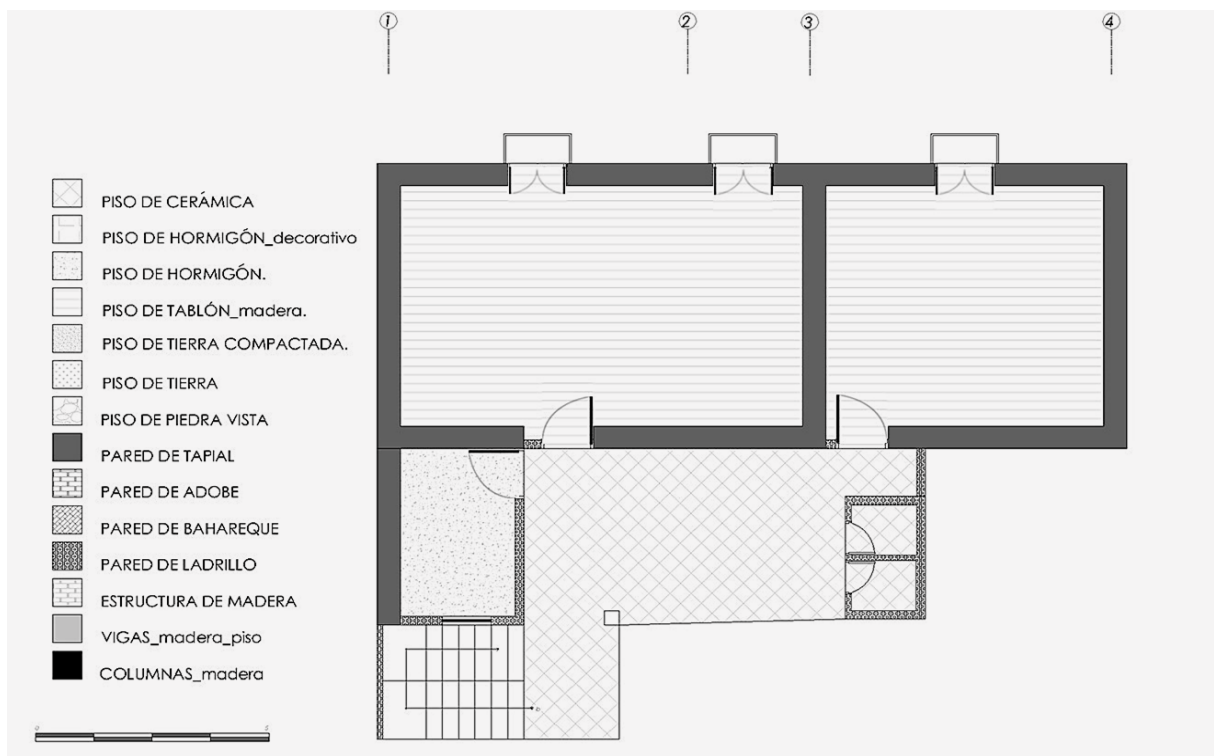 1 2 3 4
PISO DE CERÁMICA
PISO DE HORMIGÓN_decorativo
PISO DE HORMIGÓN.
PISO DE TABLÓN_madera.
PISO DE TIERRA COMPACTADA.
PISO DE TIERRA
PISO DE PIEDRA VISTA
PARED DE TAPIAL
PARED DE ADOBE
PARED DE BAHAREQUE
PARED DE LADRILLO
ESTRUCTURA DE MADERA
VIGAS_madera_piso
COLUMNAS_madera
0 5